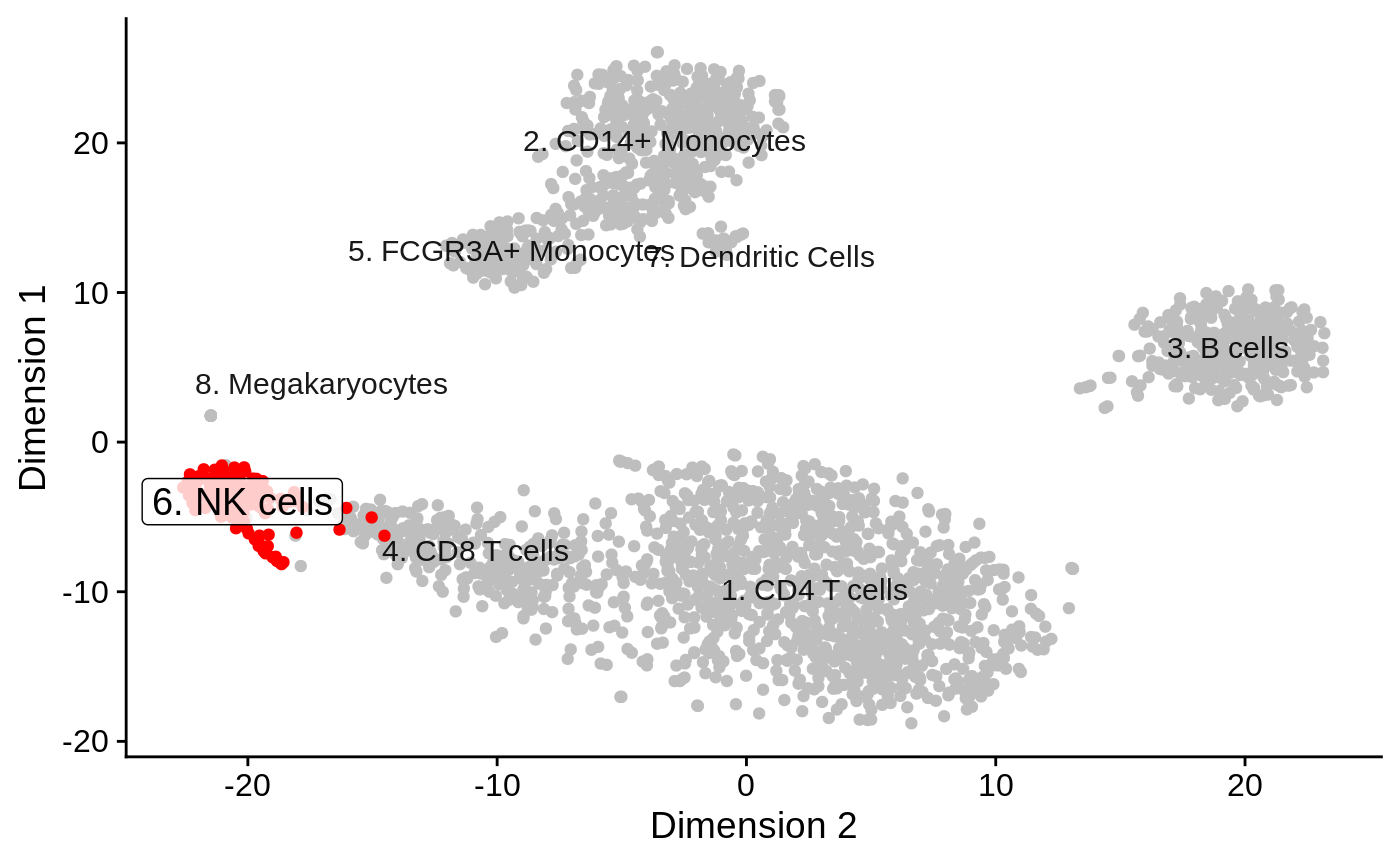 2. CD14+ Monocytes
5. FCGR3A+ Monocytes
7. Dendritic Cells
3. B cells
8. Megakaryocytes
6. NK cells
4. CD8 T cells
1. CD4 T cells
Dimension 1
20
10
0
-10
-20
-20
-10
0
10
20
Dimension 2